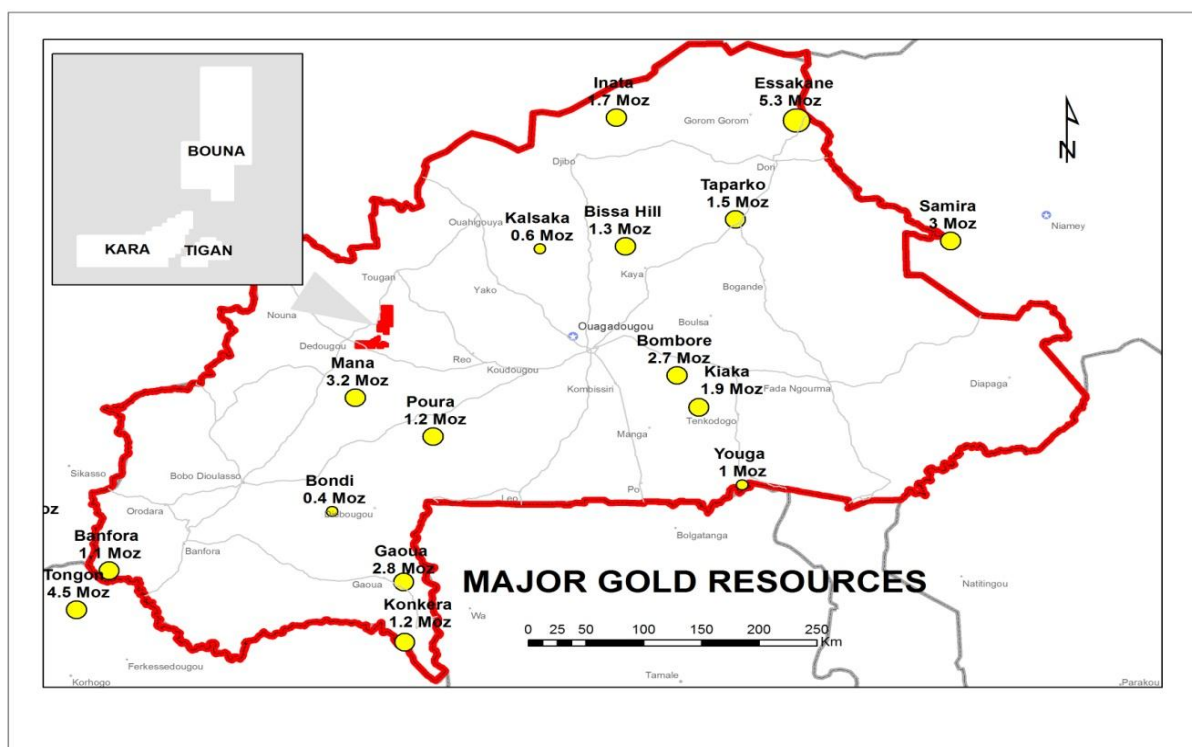 BOUNA
KARA
TIGAN
Inata
1.7 Moz
Essakane
5.3 Moz
Gorom Gorom
N
Djibo
Dori
Taparko
1.5 Moz
Samira
3 Moz
Niamey
Ouahigouya
Kalsaka
0.6 Moz
Bissa Hill
1.3 Moz
Kaya
Tougan
Yako
Bogande
Nouna
Boulsa
Ouagadougou
Dedougou
Reo
Koudougou
Bombore
2.7 Moz
Mana
3.2 Moz
Kiaka
1.9 Moz
Kombissiri
Fada Ngourma
Diapaga
Poura
1.2 Moz
Tenkodogo
Manga
Youga
1 Moz
Sikasso
Bobo Dioulasso
Bondi
0.4 Moz
Leo
Po
oz
Orodara
Bolgatanga
Banfora
1.1 Moz
Banfora
Gaoua
2.8 Moz
Gaoua
Tongon
4.5 Moz
MAJOR GOLD RESOURCES
Natitingou
Konkera
1.2 Moz
Wa
0 25 50 100 150 200 250
Km
Ferkessedougou
Korhogo
Tamale
Parakou